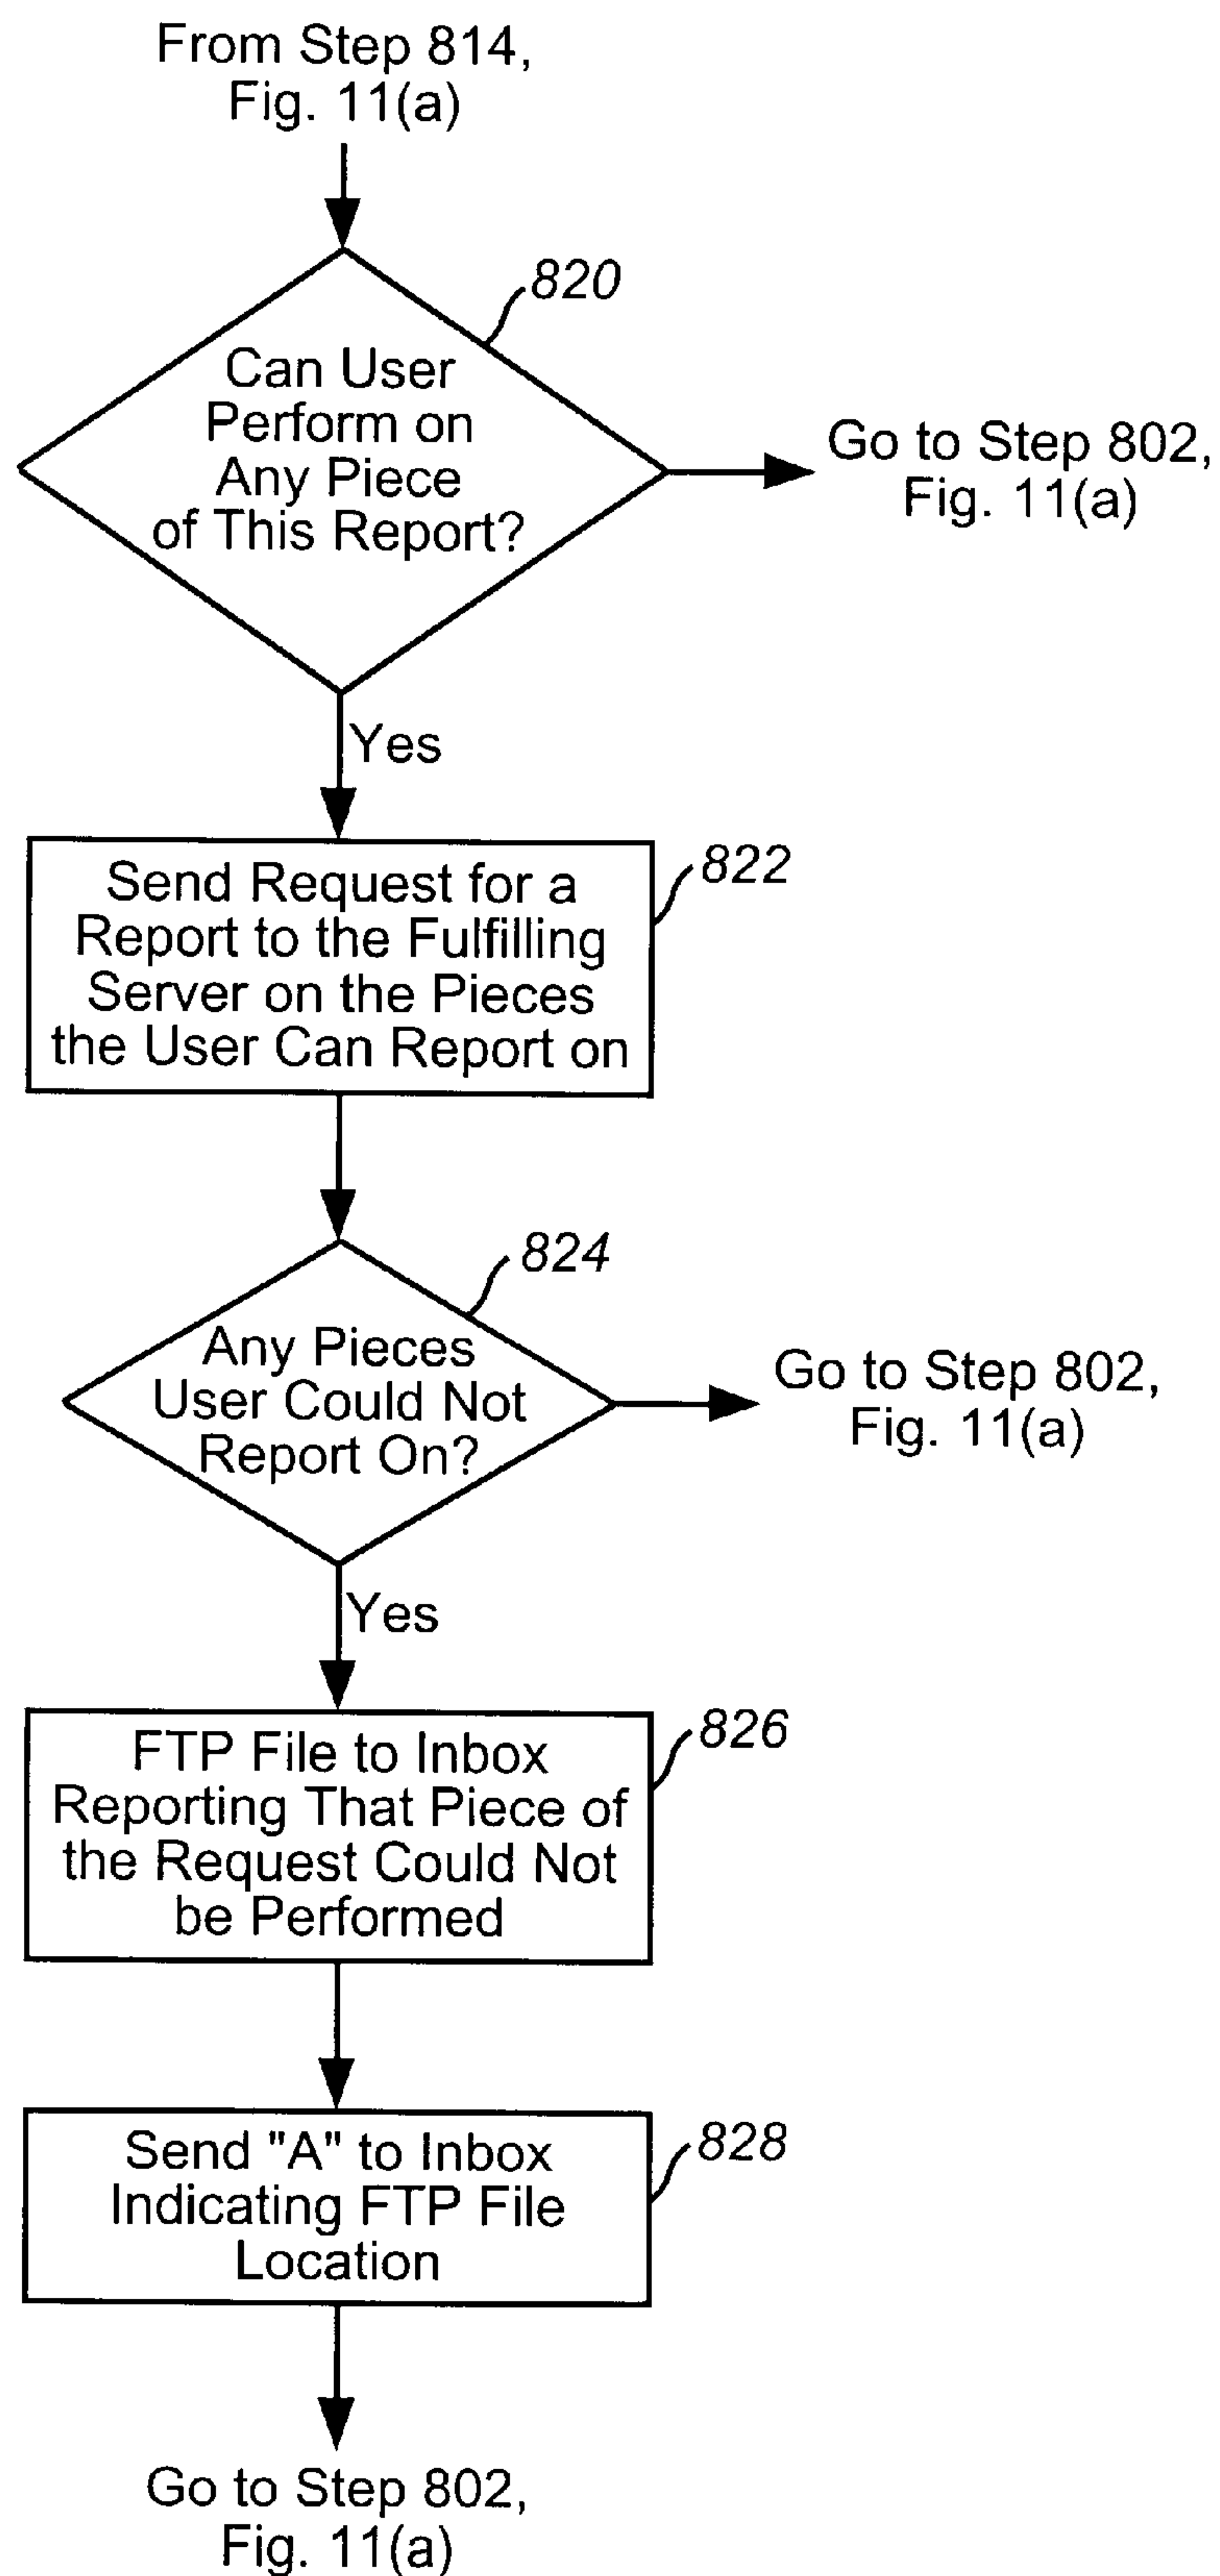 From Step 814,
Fig. 11(a)
820
Can User
Perform on
Any Piece
of This Report?
Go to Step 802,
Fig. 11(a)
Yes
822
Send Request for a
Report to the Fulfilling
Server on the Pieces
the User Can Report on
824
Any Pieces
User Could Not
Report On?
Go to Step 802,
Fig. 11(a)
Yes
826
FTP File to Inbox
Reporting That Piece of
the Request Could Not
be Performed
828
Send "A" to Inbox
Indicating FTP File
Location
Go to Step 802,
Fig. 11(a)